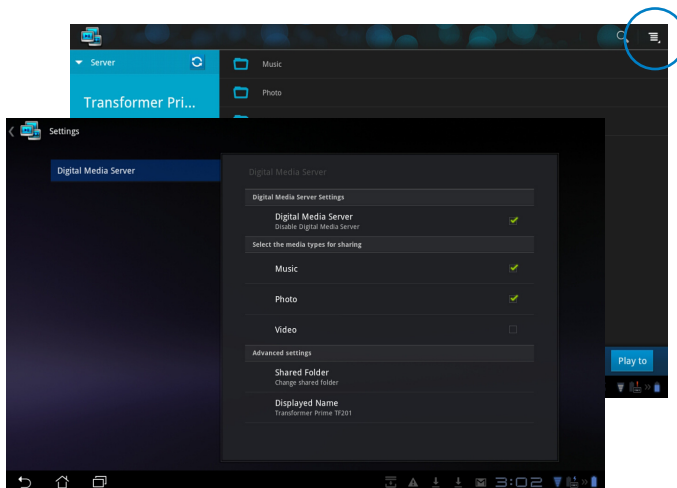 Server
Music
Transformer Pri...
Photo
Settings
Digital Media Server
Digital Media Server
Digital Media Server Settings
Digital Media Server
Disable Digital Media Server
Select the media types for sharing
Music
Photo
Video
Advanced settings
Shared Folder
Change shared folder
Displayed Name
Transformer Prime TF201
Play to
3:02